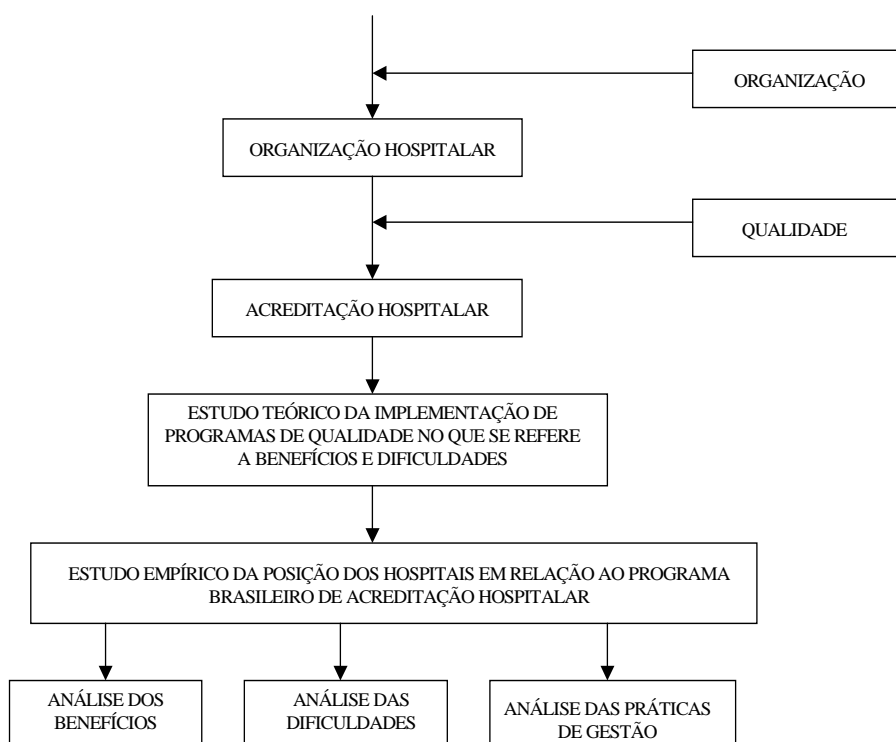 ORGANIZAÇÃO
ORGANIZAÇÃO HOSPITALAR
QUALIDADE
ACREDITAÇÃO HOSPITALAR
ESTUDO TEÓRICO DA IMPLEMENTAÇÃO DE
PROGRAMAS DE QUALIDADE NO QUE SE REFERE
A BENEFÍCIOS E DIFICULDADES
ESTUDO EMPÍRICO DA POSIÇÃO DOS HOSPITAIS EM RELAÇÃO AO PROGRAMA
BRASILEIRO DE ACREDITAÇÃO HOSPITALAR
ANÁLISE DOS
BENEFÍCIOS
ANÁLISE DAS
DIFICULDADES
ANÁLISE DAS PRÁTICAS
DE GESTÃO